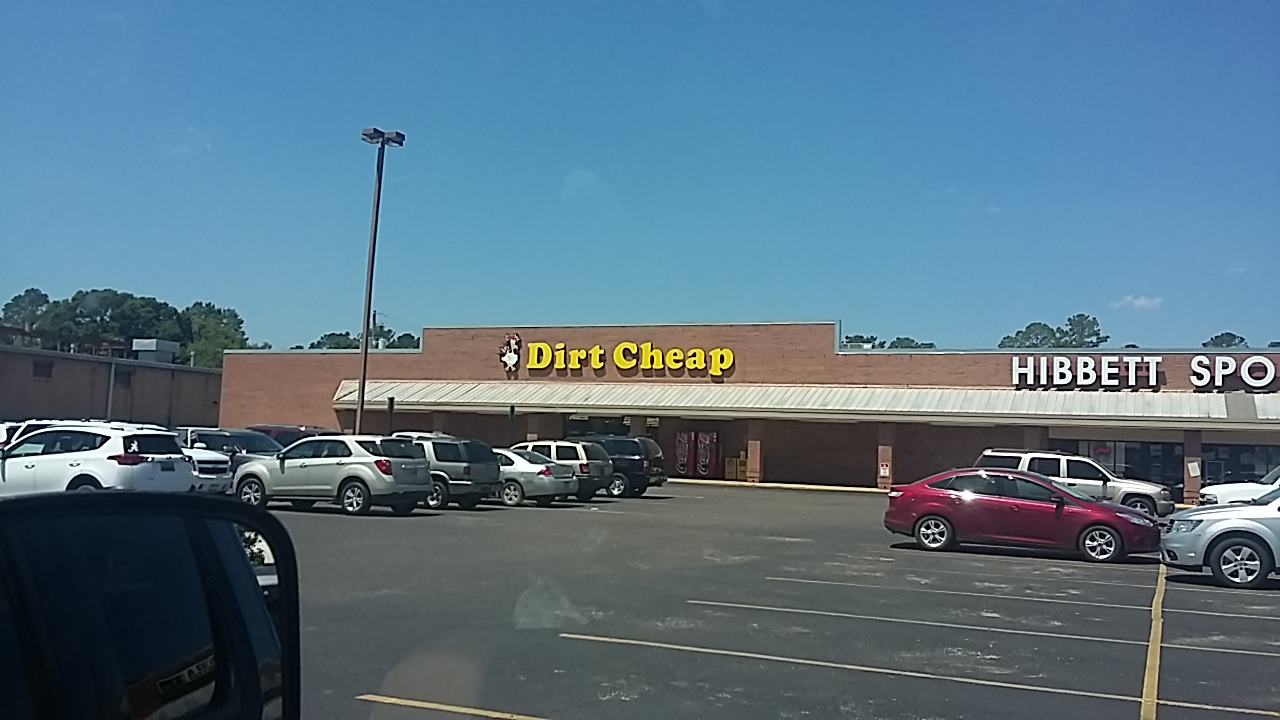 Dirt Cheap
HIBBETT SPO